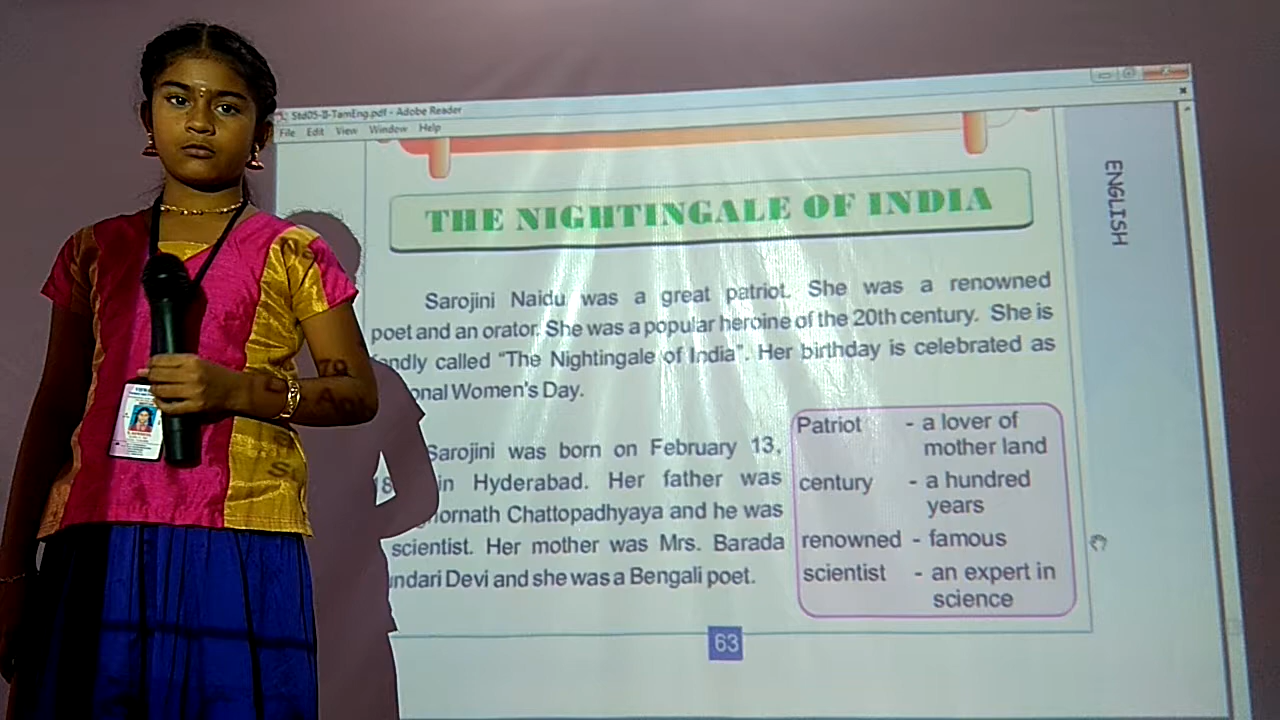 Std05-II-TamEng.pdf - Adobe Reader
File Edit View Window Help
THE NIGHTINGALE OF INDIA
ENGLISH
Sarojini Naidu was a great patriot. She was a renowned
poet and an orator. She was a popular heroine of the 20th century. She is
called “The Nightingale of India”. Her birthday is celebrated as
Women's Day.
Sarojini was born on February 13,
in Hyderabad. Her father was
Chattopadhyaya and he was
scientist. Her mother was Mrs. Barada
Devi and she was a Bengali poet.
Patriot - a lover of
mother land
century - a hundred
years
renowned - famous
scientist - an expert in
science
63